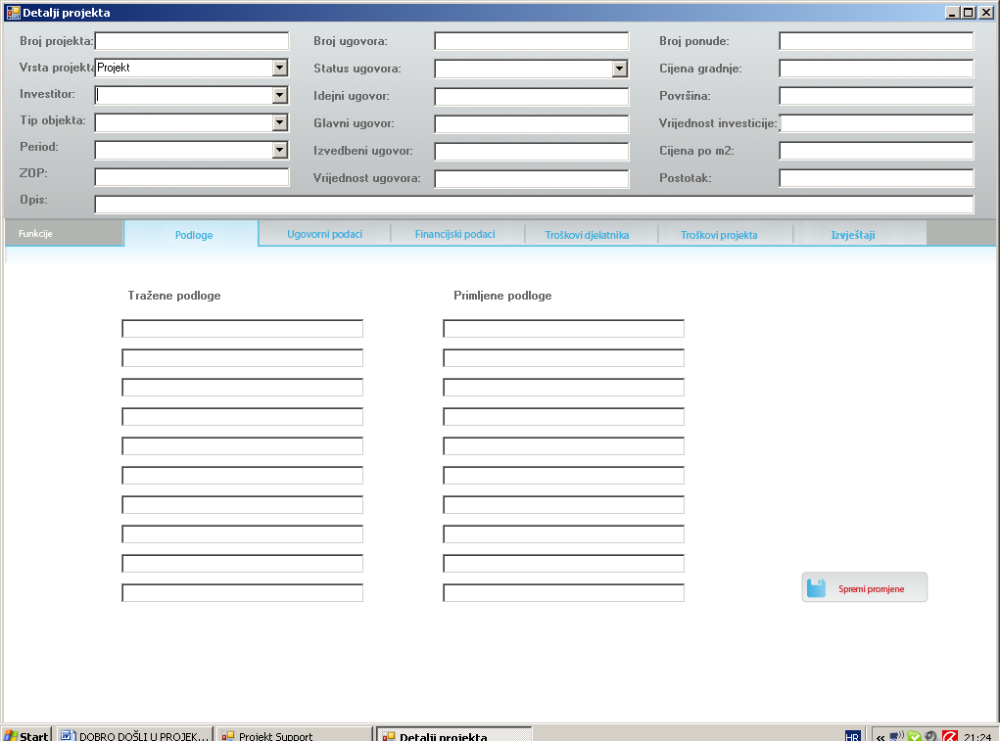 Detalji projekta
Broj projekta:
Broj ugovora:
Broj ponude:
Vrsta projekta
Projekt
Status ugovora:
Cijena gradnje:
Investitor:
Idejni ugovor:
Površina:
Tip objekta:
Glavni ugovor:
Vrijednost investicije:
Period:
Izvedbeni ugovor:
Cijena po m2:
ZOP:
Vrijednost ugovora:
Postotak:
Opis:
Funkcije
Podloge
Ugovorni podaci
Financijski podaci
Troškovi djelatnika
Troškovi projekta
Izvještaji
Tražene podloge
Primljene podloge
Spremi promjene
Start
DOBRO DOŠLI U PROJEK...
Projekt Support
Detalji projekta
HR
«
21:24